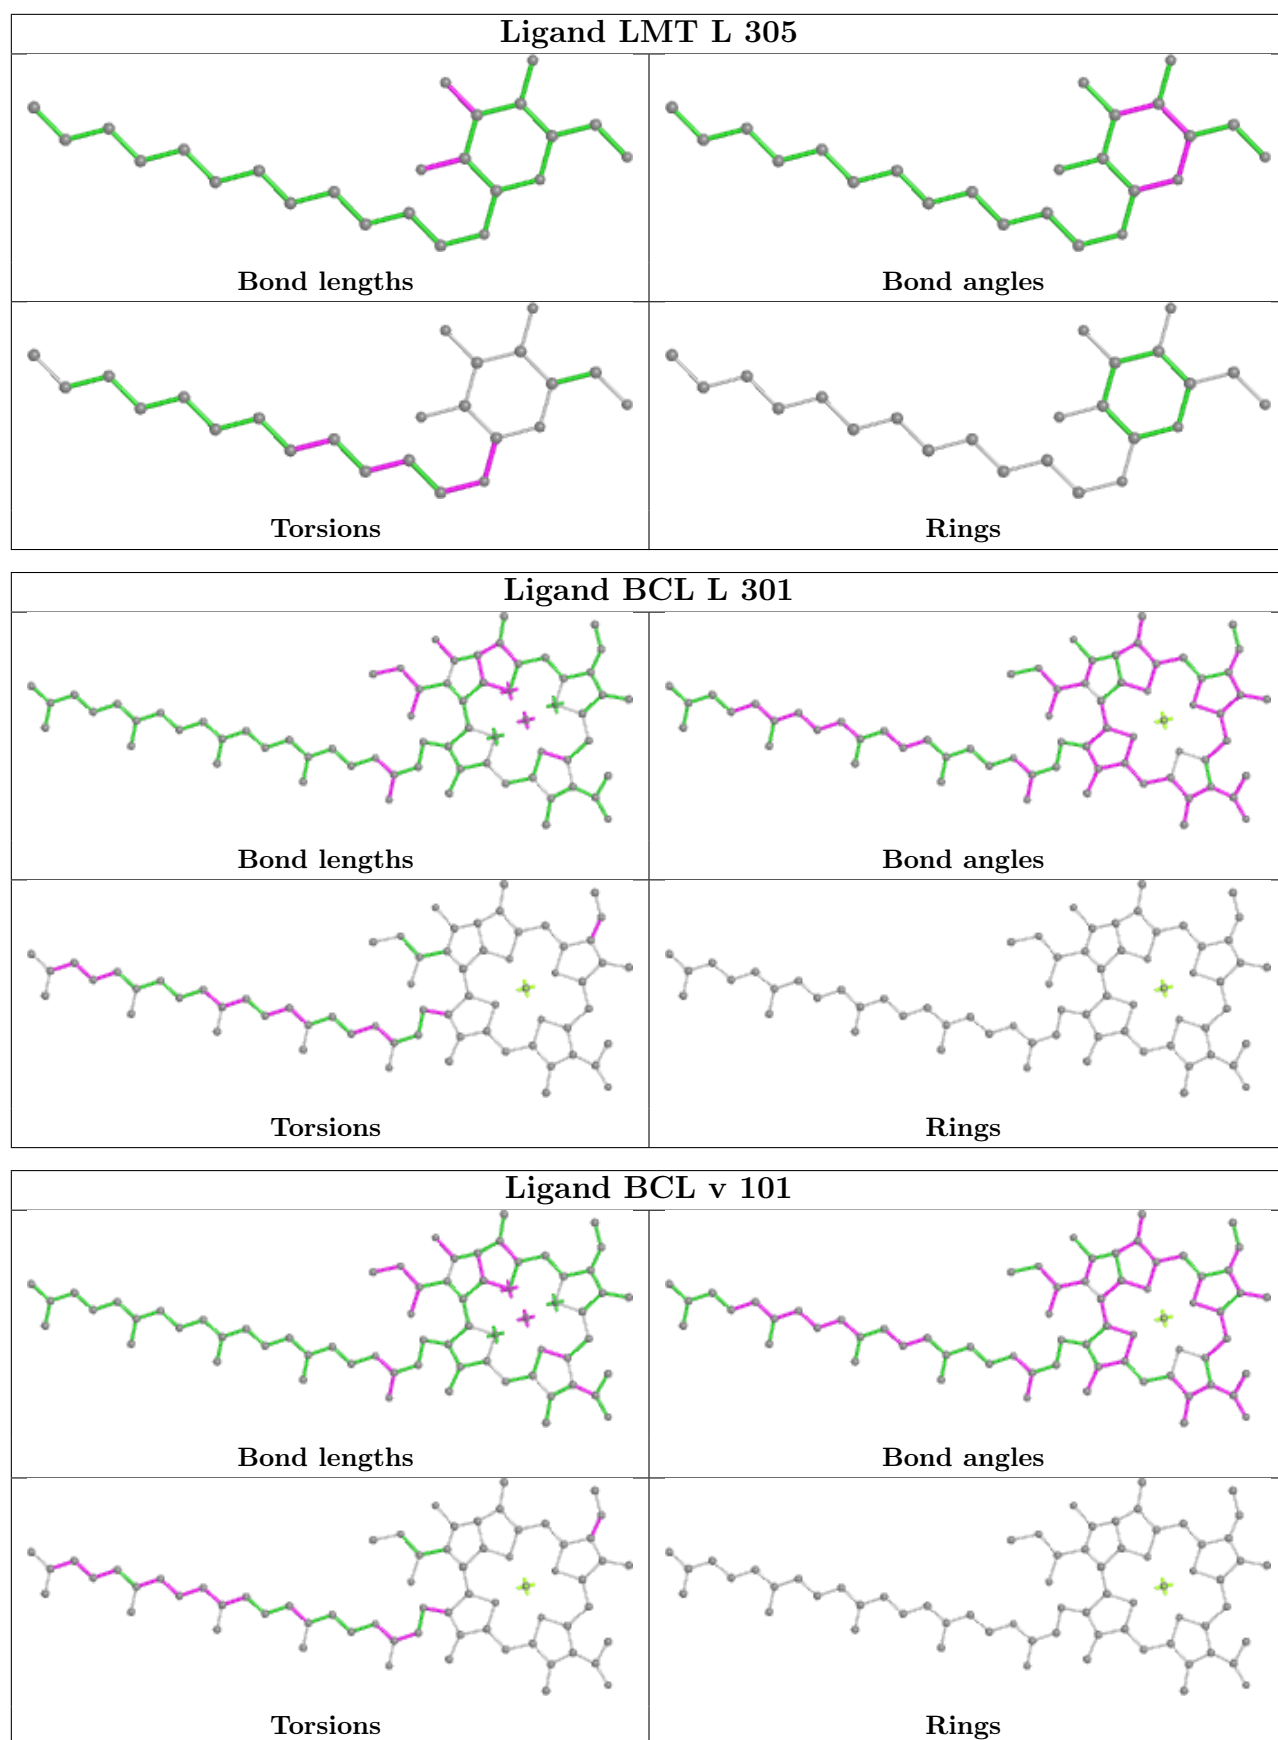 Ligand LMT L 305
Bond lengths
Bond angles
Torsions
Rings
Ligand BCL L 301
Bond lengths
Bond angles
Torsions
Rings
Ligand BCL v 101
Bond lengths
Bond angles
Torsions
Rings